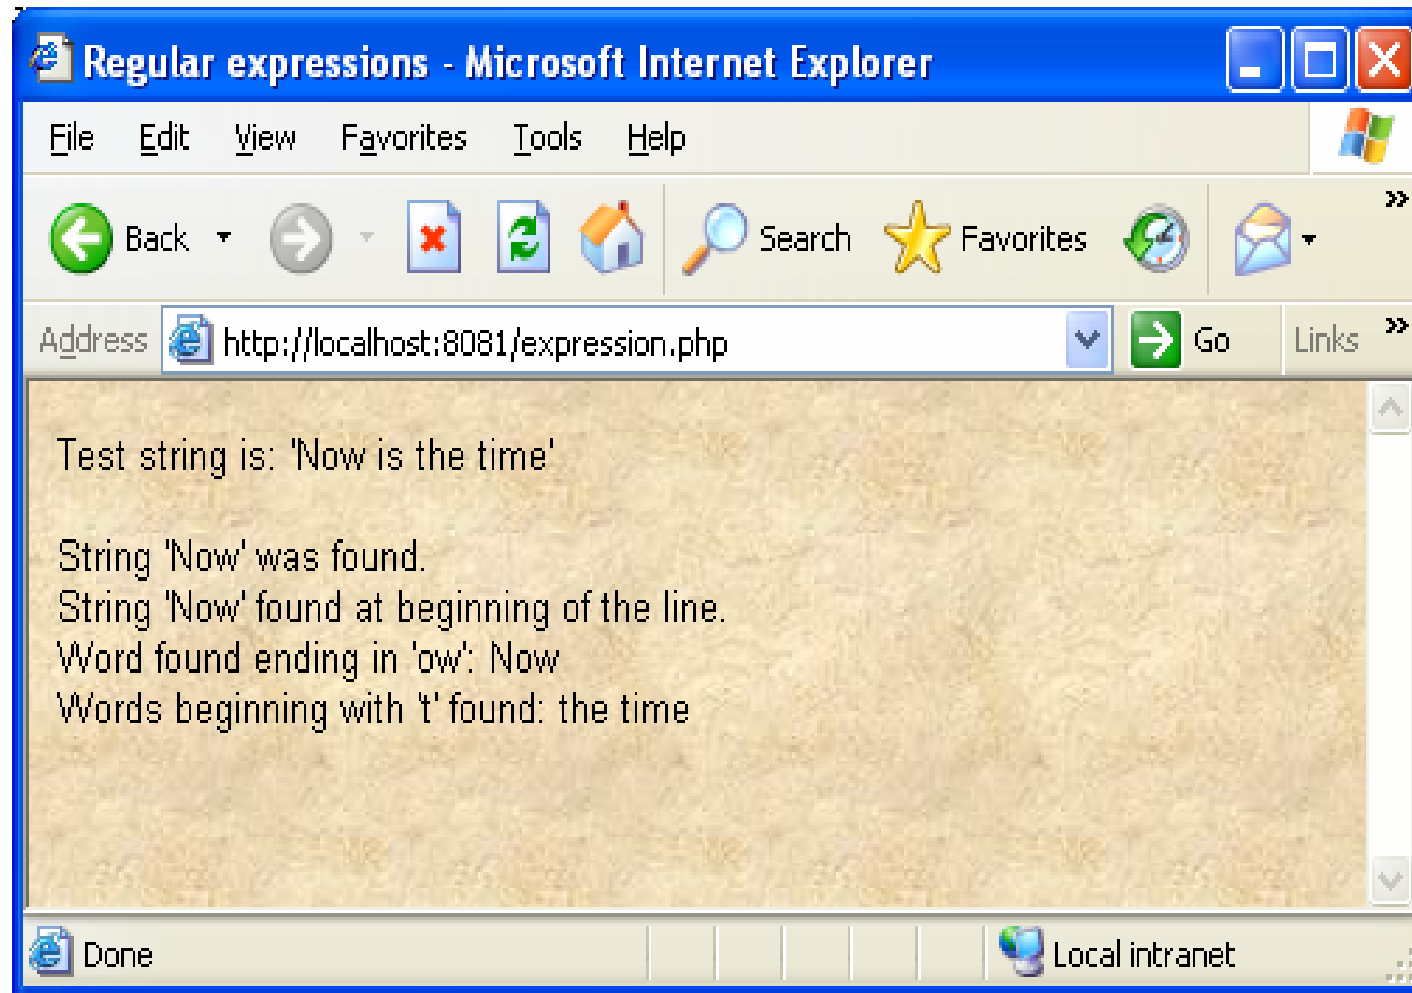 Regular expressions - Microsoft Internet Explorer
File Edit View Favorites Tools Help
Back Search Favorites
Address http://localhost:8081/expression.php Go Links
Test string is: 'Now is the time'
String 'Now' was found.
String 'Now' found at beginning of the line.
Word found ending in 'ow': Now
Words beginning with 't' found: the time
Done Local intranet